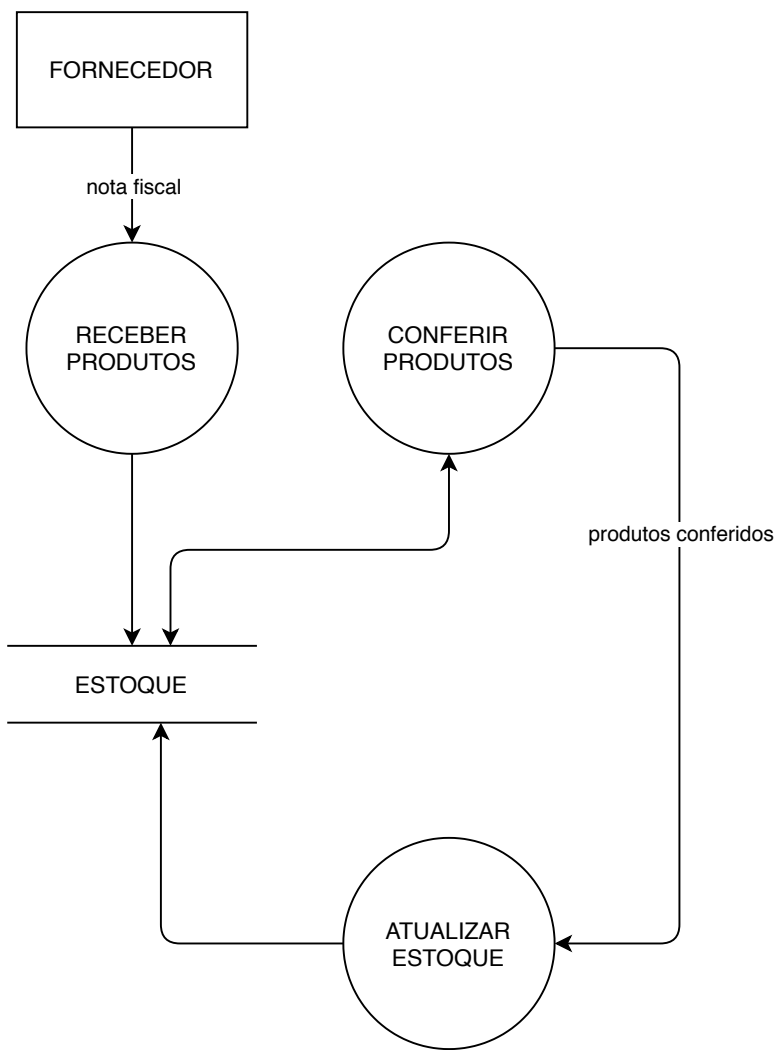 FORNECEDOR
nota fiscal
RECEBER
PRODUTOS
CONFERIR
PRODUTOS
produtos conferidos
ESTOQUE
ATUALIZAR
ESTOQUE